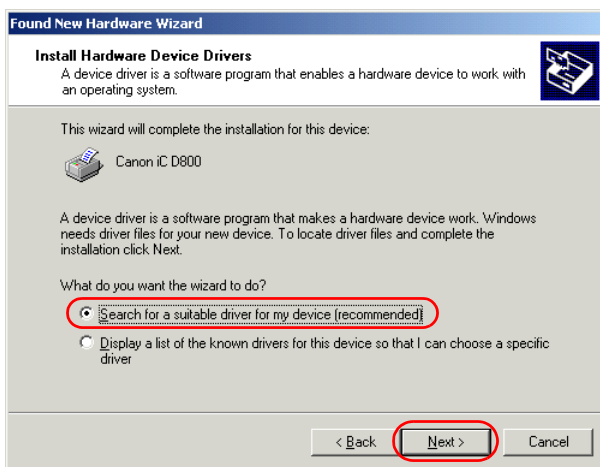 Found New Hardware Wizard
Install Hardware Device Drivers
A device driver is a software program that enables a hardware device to work with
an operating system.
This wizard will complete the installation for this device:
Canon iC D800
A device driver is a software program that makes a hardware device work. Windows
needs driver files for your new device. To locate driver files and complete the
installation click Next.
What do you want the wizard to do?
Search for a suitable driver for my device (recommended)
Display a list of the known drivers for this device so that I can choose a specific
driver
< Back Next > Cancel